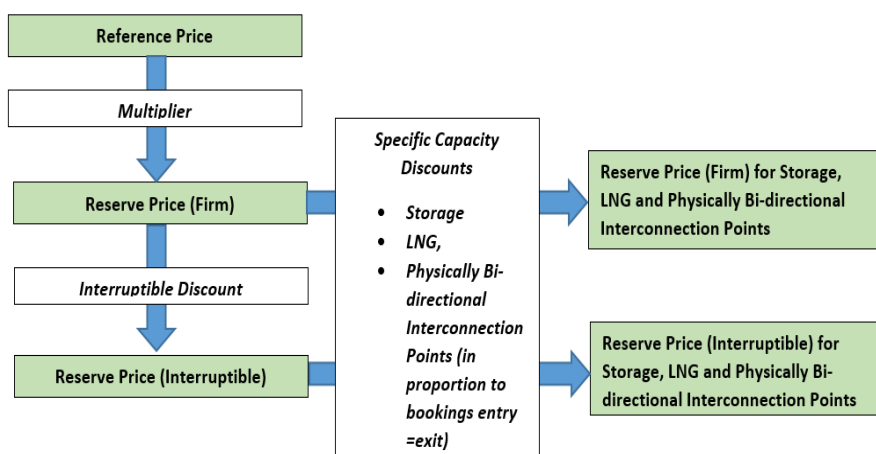 Reference Price
Multiplier
Reserve Price (Firm)
Interruptible Discount
Reserve Price (Interruptible)
Specific Capacity
Discounts
• Storage
• LNG,
• Physically Bi-
directional
Interconnection
Points (in
proportion to
bookings entry
=exit)
Reserve Price (Firm) for Storage,
LNG and Physically Bi-directional
Interconnection Points
Reserve Price (Interruptible) for
Storage, LNG and Physically Bi-
directional Interconnection Points